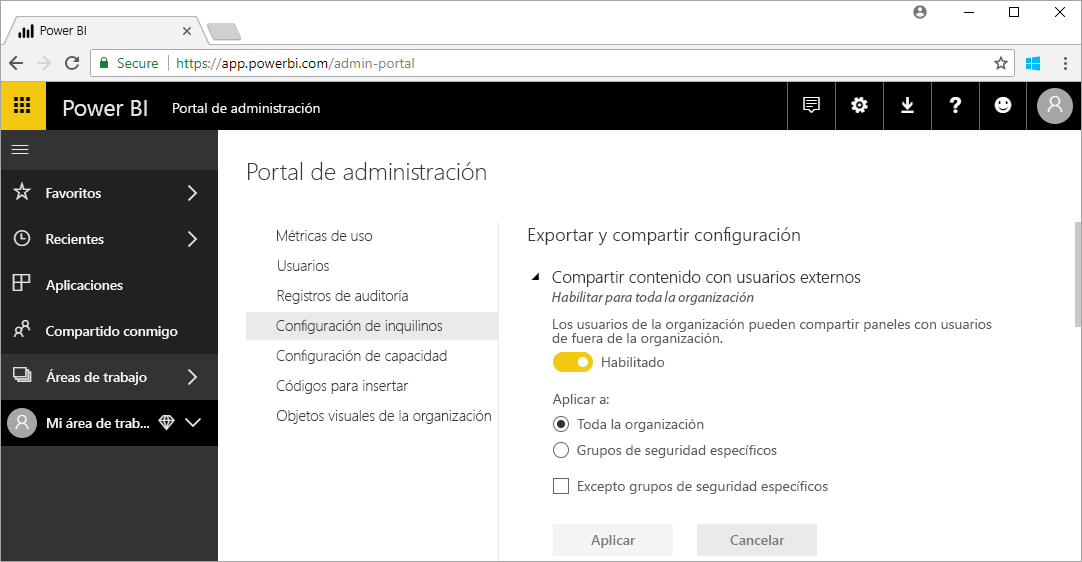 Power BI
Secure https://app.powerbi.com/admin-portal
Power BI Portal de administración
Favoritos
Recientes
Aplicaciones
Compartido conmigo
Áreas de trabajo
Mi área de trab...
Portal de administración
Métricas de uso
Usuarios
Registros de auditoría
Configuración de inquilinos
Configuración de capacidad
Códigos para insertar
Objetos visuales de la organización
Exportar y compartir configuración
Compartir contenido con usuarios externos
Habilitar para toda la organización
Los usuarios de la organización pueden compartir paneles con usuarios
de fuera de la organización.
Habilitado
Aplicar a:
Toda la organización
Grupos de seguridad específicos
Excepto grupos de seguridad específicos
Aplicar Cancelar